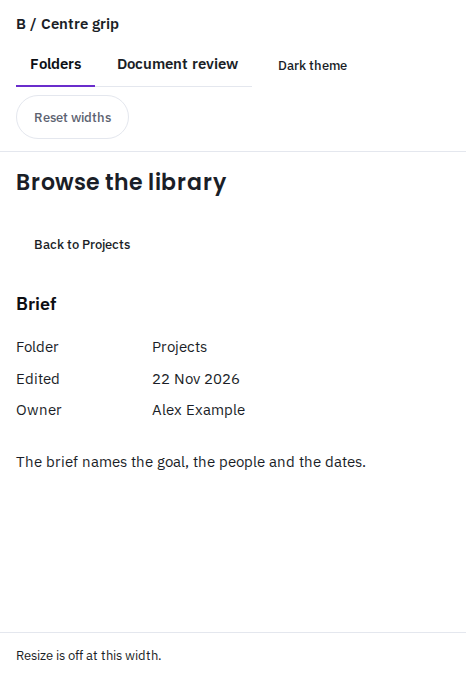 B / Centre grip
Folders Document review Dark theme
Reset widths
Browse the library
Back to Projects
Brief
Folder Projects
Edited 22 Nov 2026
Owner Alex Example
The brief names the goal, the people and the dates.
Resize is off at this width.